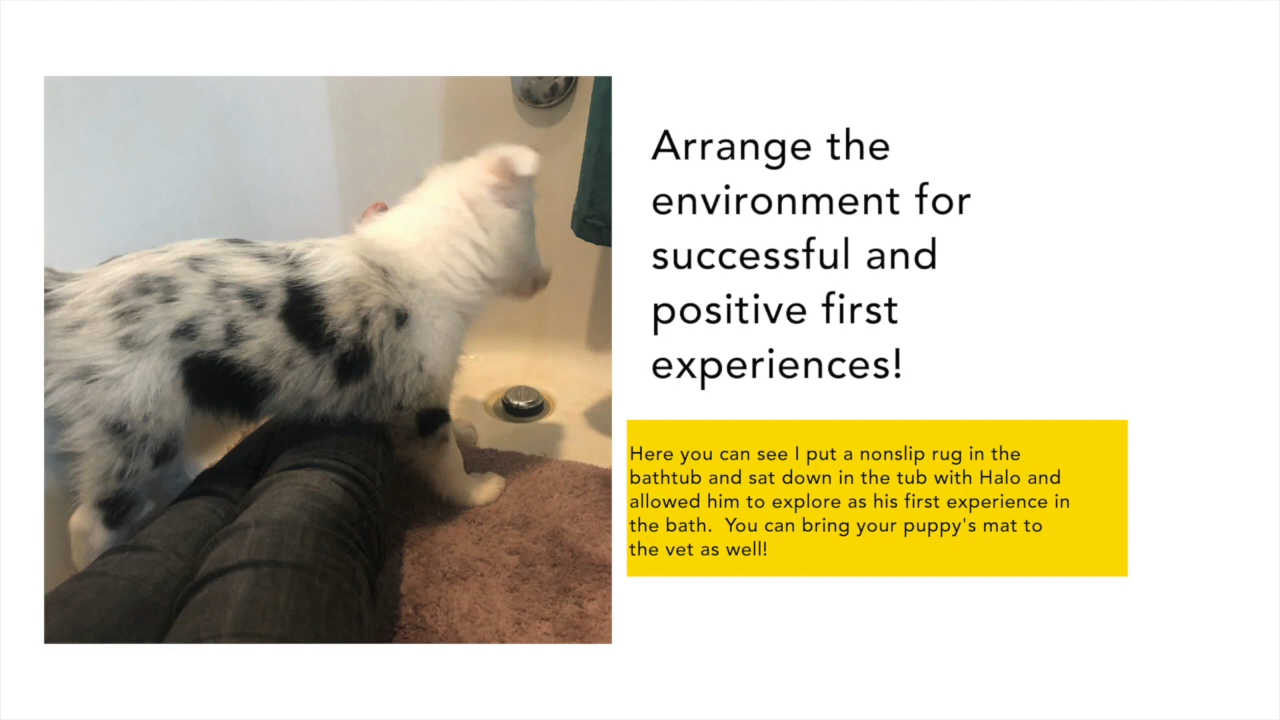 Arrange the
environment for
successful and
positive first
experiences!
Here you can see I put a nonslip rug in the
bathtub and sat down in the tub with Halo and
allowed him to explore as his first experience in
the bath.  You can bring your puppy's mat to
the vet as well!